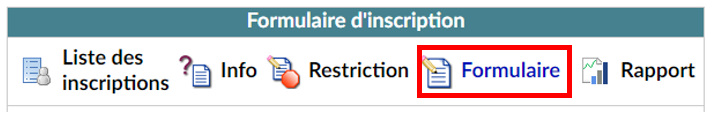 Formulaire d'inscription
Liste des
inscriptions
Info
Restriction
Formulaire
Rapport